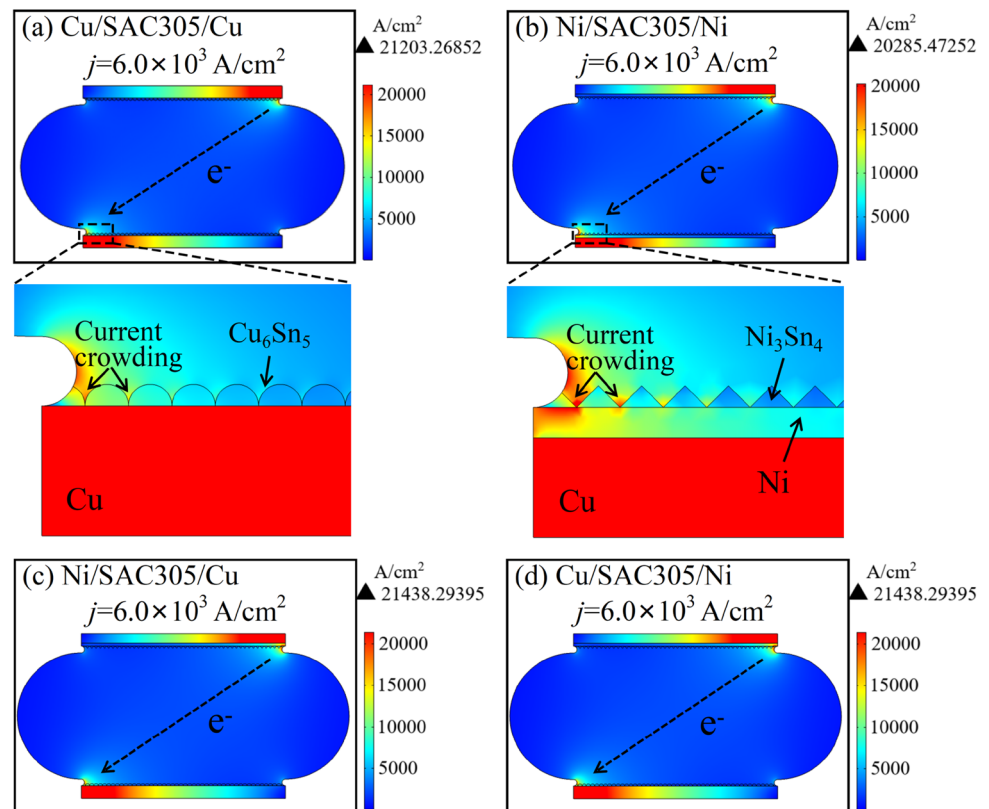 (a) Cu/SAC305/Cu
j=6.0×10³ A/cm²
A/cm²
▲ 21203.26852
20000
15000
10000
5000
e⁻
(b) Ni/SAC305/Ni
j=6.0×10³ A/cm²
A/cm²
▲ 20285.47252
20000
15000
10000
5000
e⁻
Current
crowding
Cu₆Sn₅
Cu
Current
crowding
Ni₃Sn₄
Ni
Cu
(c) Ni/SAC305/Cu
j=6.0×10³ A/cm²
A/cm²
▲ 21438.29395
20000
15000
10000
5000
e⁻
(d) Cu/SAC305/Ni
j=6.0×10³ A/cm²
A/cm²
▲ 21438.29395
20000
15000
10000
5000
e⁻